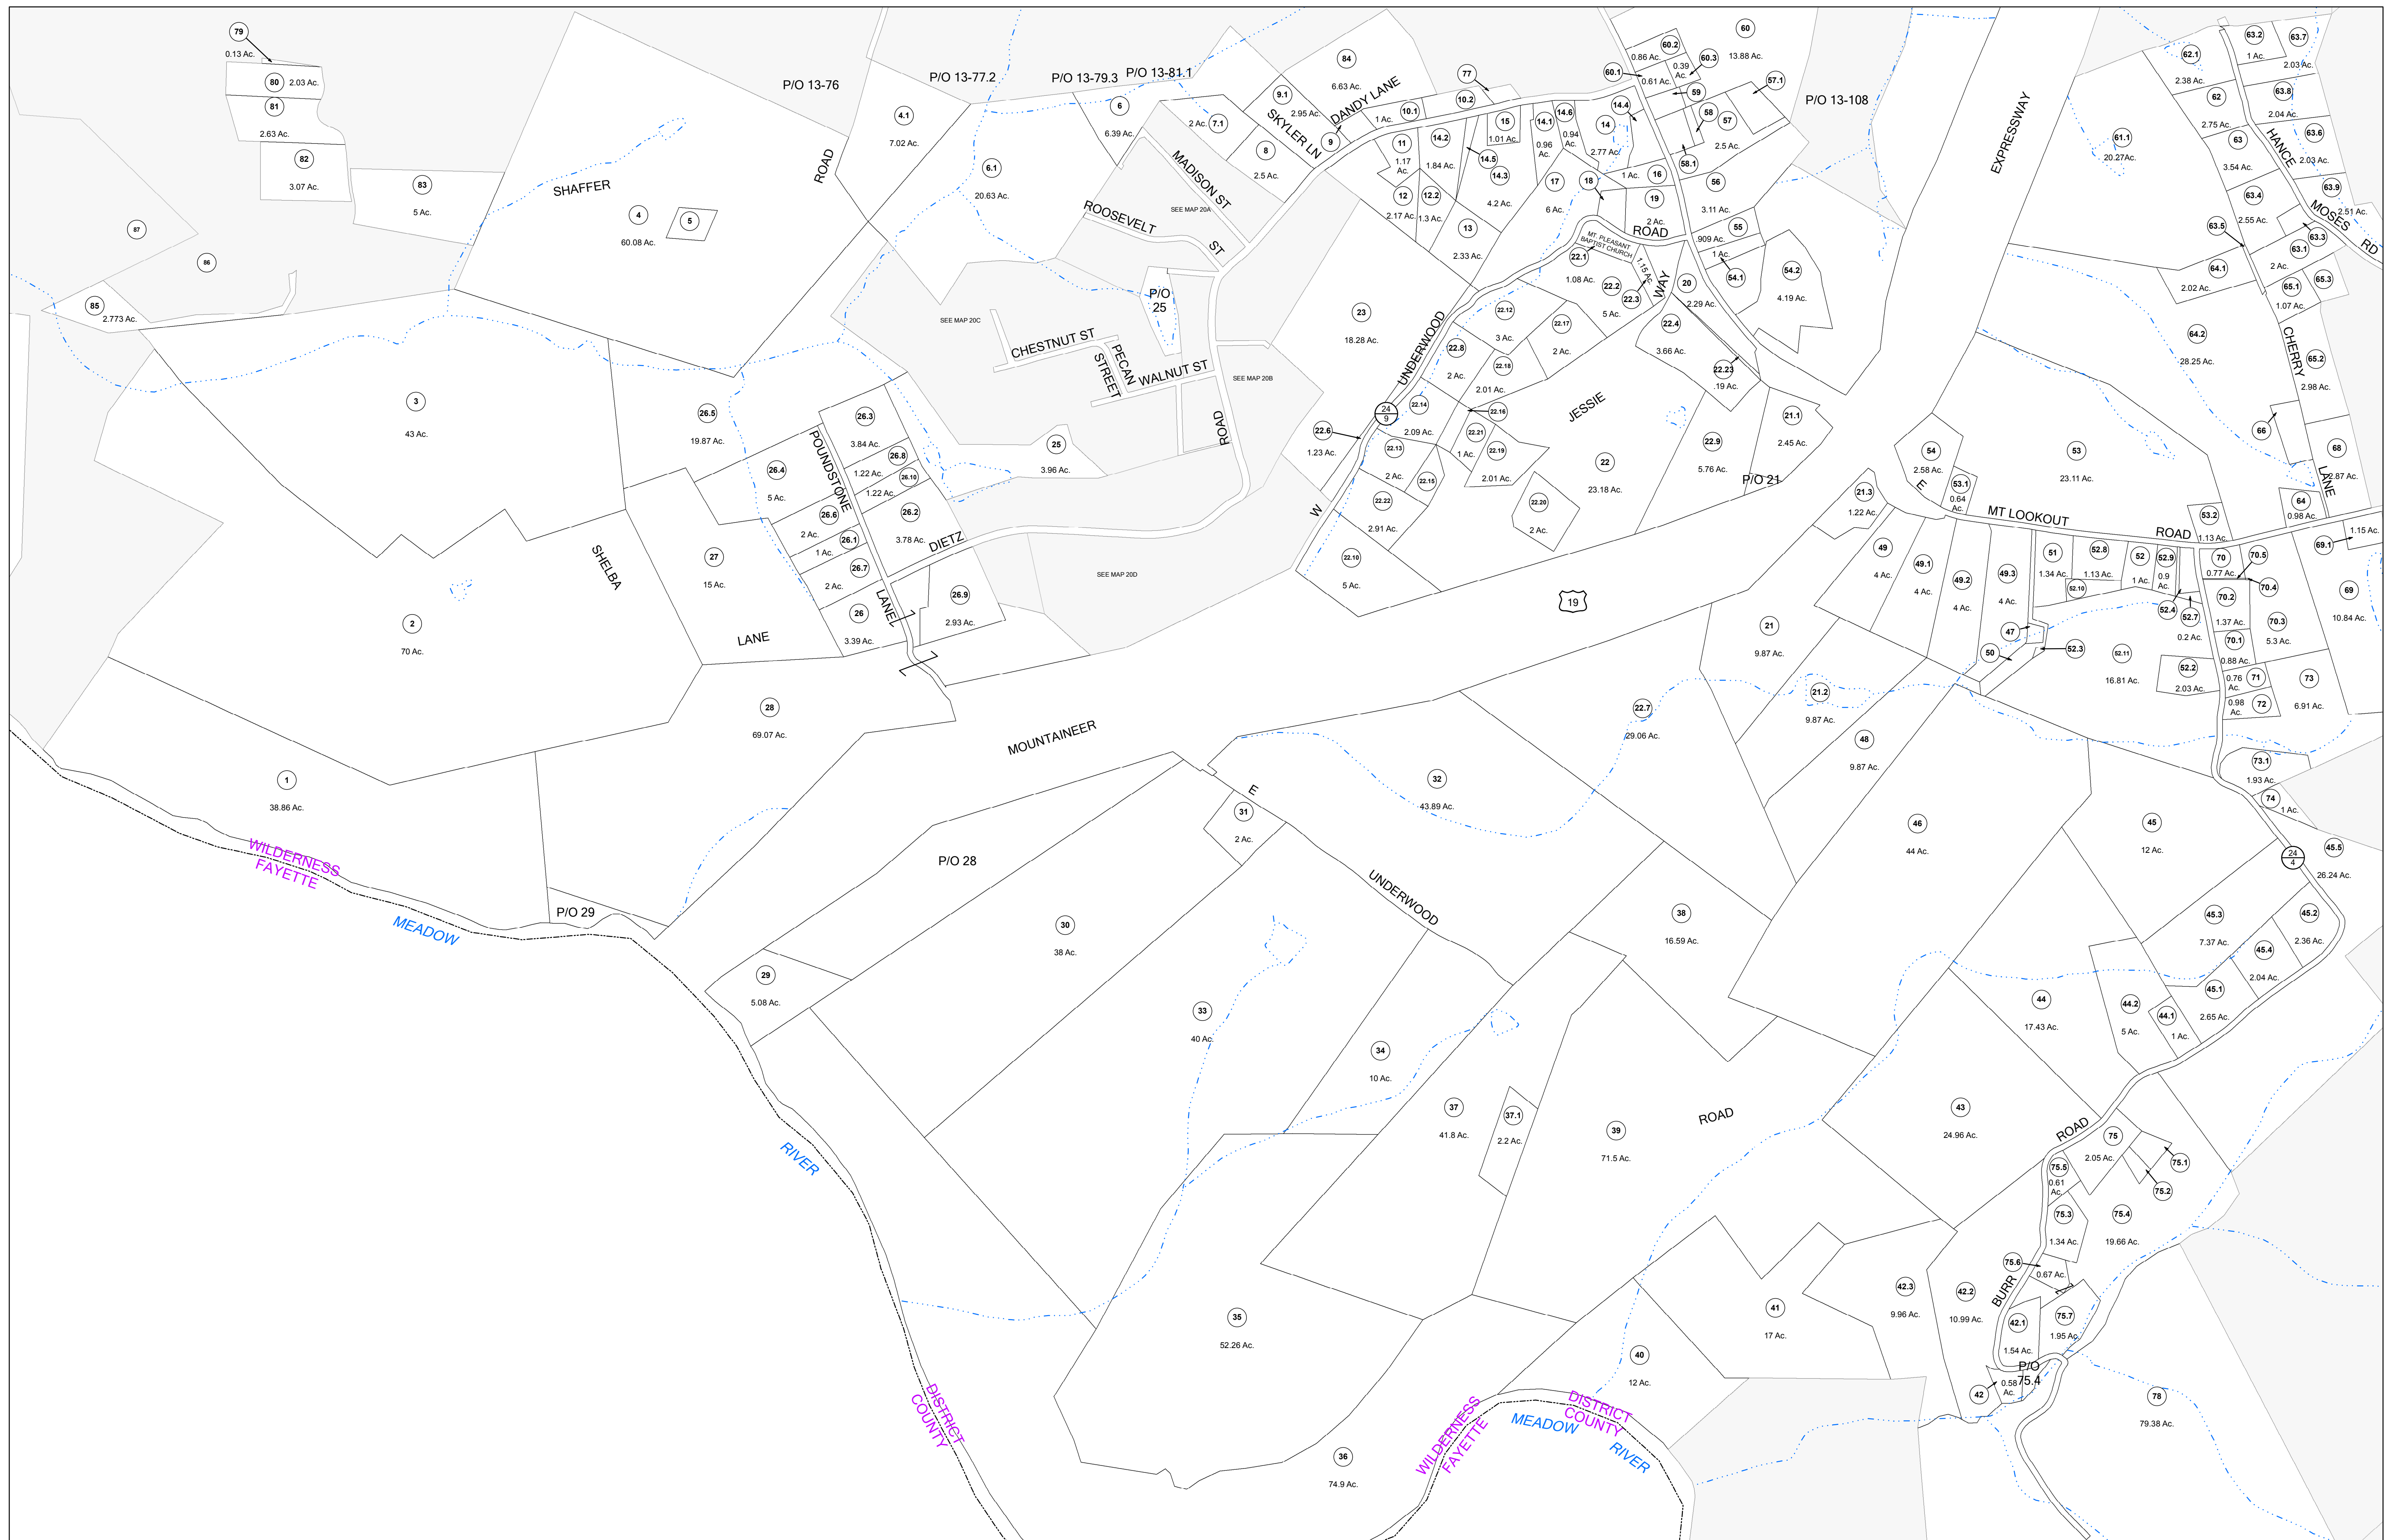 79
0.13 Ac.
80
2.03 Ac.
81
2.63 Ac.
82
3.07 Ac.
83
5 Ac.
87
86
85
2.773 Ac.
SHAFFER
ROAD
4
60.08 Ac.
5
P/O 13-76
P/O 13-77.2
P/O 13-79.3
P/O 13-81.1
4.1
7.02 Ac.
6
6.39 Ac.
6.1
20.63 Ac.
7.1
2 Ac.
8
2.5 Ac.
9.1
2.95 Ac.
9
SKYLER LN
DANDY LANE
84
6.63 Ac.
77
10.1
1 Ac.
10.2
11
1.17
Ac.
12
2.17 Ac.
12.2
1.3 Ac.
14.2
1.84 Ac.
14.5
14.3
4.2 Ac.
15
1.01 Ac.
14.1
0.96
Ac.
14.6
0.94
Ac.
14
2.77 Ac.
14.4
13
2.33 Ac.
17
6 Ac.
18
16
1 Ac.
19
2 Ac.
ROAD
60
13.88 Ac.
60.2
0.86 Ac.
60.3
0.39
Ac.
60.1
0.61 Ac.
59
58
57.1
57
2.5 Ac.
58.1
56
3.11 Ac.
55
.909 Ac.
1 Ac.
54.1
54.2
4.19 Ac.
P/O 13-108
EXPRESSWAY
61.1
20.27Ac.
62.1
2.38 Ac.
62
2.75 Ac.
63.2
1 Ac.
63.7
2.03 Ac.
63.8
2.04 Ac.
63.6
2.03 Ac.
63
3.54 Ac.
63.9
2.51 Ac.
63.4
2.55 Ac.
63.5
63.3
63.1
2 Ac.
HANCE
MOSES
RD
64.1
2.02 Ac.
65.1
1.07 Ac.
65.3
64.2
28.25 Ac.
65.2
2.98 Ac.
CHERRY
LANE
66
68
2.87 Ac.
64
0.98 Ac.
MADISON ST
SEE MAP 20A
ROOSEVELT
ST
P/O
25
SEE MAP 20C
CHESTNUT ST
PECAN
STREET
WALNUT ST
SEE MAP 20B
ROAD
25
3.96 Ac.
SEE MAP 20D
DIETZ
23
18.28 Ac.
MT. PLEASANT
BAPTIST CHURCH
22.1
1.08 Ac.
22.2
5 Ac.
22.3
1.15 Ac.
WAY
20
2.29 Ac.
22.4
3.66 Ac.
22.23
.19 Ac.
22.12
3 Ac.
22.17
2 Ac.
22.8
2 Ac.
22.18
2.01 Ac.
UNDERWOOD
24
9
22.14
2.09 Ac.
22.16
22.21
1 Ac.
22.19
2.01 Ac.
22.13
2 Ac.
22.15
22.22
2.91 Ac.
22.6
1.23 Ac.
W
22.10
5 Ac.
JESSIE
22
23.18 Ac.
22.20
2 Ac.
22.9
5.76 Ac.
21.1
2.45 Ac.
P/O 21
19
3
43 Ac.
2
70 Ac.
26.5
19.87 Ac.
26.4
5 Ac.
26.3
3.84 Ac.
26.8
1.22 Ac.
26.10
1.22 Ac.
26.2
3.78 Ac.
26.6
2 Ac.
26.1
1 Ac.
26.7
2 Ac.
26
3.39 Ac.
26.9
2.93 Ac.
POUNDSTONE
LANE
27
15 Ac.
SHELBA
LANE
28
69.07 Ac.
1
38.86 Ac.
54
2.58 Ac.
53.1
0.64
Ac.
53
23.11 Ac.
53.2
1.13 Ac.
E
MT LOOKOUT
ROAD
21.3
1.22 Ac.
49
4 Ac.
49.1
4 Ac.
49.2
4 Ac.
49.3
4 Ac.
51
1.34 Ac.
52.8
1.13 Ac.
52.10
52
1 Ac.
52.9
0.9
Ac.
52.4
52.7
0.2 Ac.
70
0.77 Ac.
70.5
70.4
70.2
1.37 Ac.
70.3
5.3 Ac.
70.1
0.88 Ac.
69.1
1.15 Ac.
69
10.84 Ac.
47
50
52.3
52.11
16.81 Ac.
52.2
2.03 Ac.
71
0.76
Ac.
72
0.98
Ac.
73
6.91 Ac.
73.1
1.93 Ac.
74
1 Ac.
21
9.87 Ac.
21.2
9.87 Ac.
22.7
29.06 Ac.
48
9.87 Ac.
MOUNTAINEER
E
UNDERWOOD
ROAD
P/O 28
P/O 29
29
5.08 Ac.
30
38 Ac.
31
2 Ac.
32
43.89 Ac.
33
40 Ac.
34
10 Ac.
35
52.26 Ac.
36
74.9 Ac.
37
41.8 Ac.
37.1
2.2 Ac.
38
16.59 Ac.
39
71.5 Ac.
40
12 Ac.
41
17 Ac.
46
44 Ac.
45
12 Ac.
24
4
45.5
26.24 Ac.
45.3
7.37 Ac.
45.2
2.36 Ac.
45.4
2.04 Ac.
45.1
2.65 Ac.
44
17.43 Ac.
44.2
5 Ac.
44.1
1 Ac.
43
24.96 Ac.
ROAD
BURR
75
2.05 Ac.
75.1
75.2
75.5
0.61
Ac.
75.3
1.34 Ac.
75.4
19.66 Ac.
75.6
0.67 Ac.
75.7
1.95 Ac.
42.3
9.96 Ac.
42.2
10.99 Ac.
42.1
1.54 Ac.
P/O
75.4
42
0.58
Ac.
78
79.38 Ac.
WILDERNESS
FAYETTE
MEADOW
RIVER
DISTRICT
COUNTY
WILDERNESS
FAYETTE
DISTRICT
COUNTY
MEADOW
RIVER